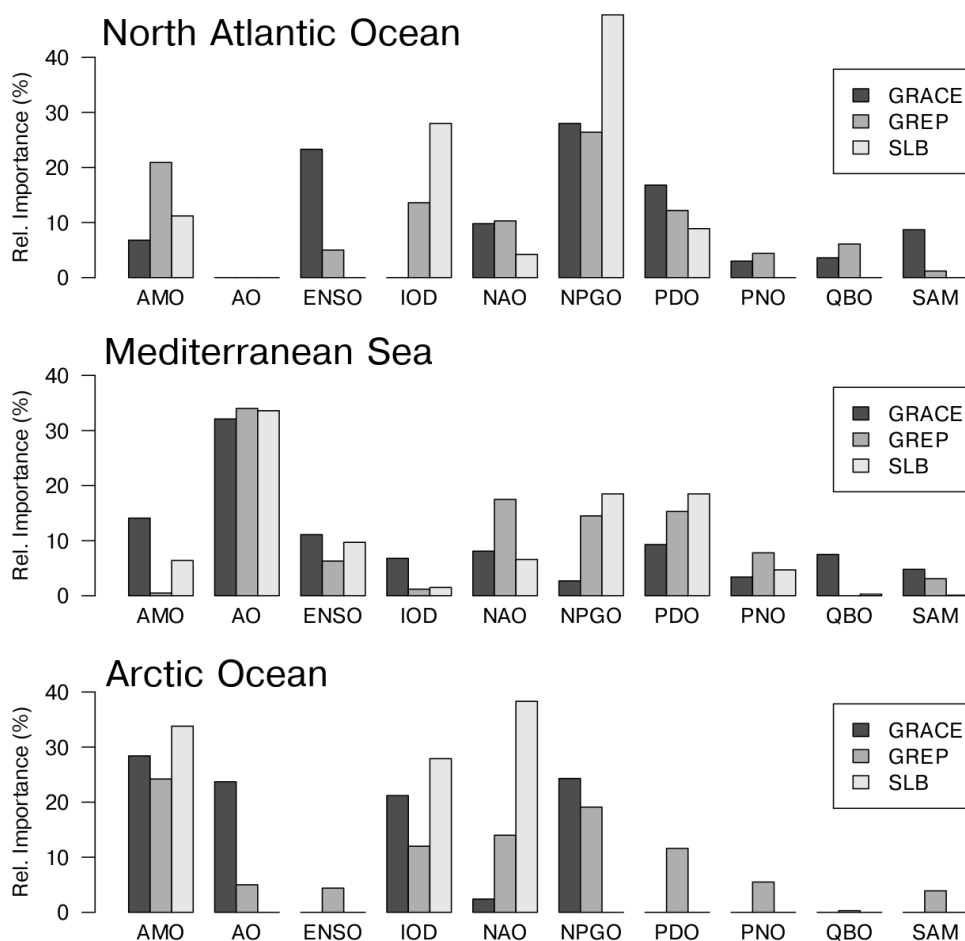 North Atlantic Ocean
Rel. Importance (%)
40
30
20
10
0
GRACE
GREP
SLB
AMO AO ENSO IOD NAO NPGO PDO PNO QBO SAM
Mediterranean Sea
Rel. Importance (%)
40
30
20
10
0
GRACE
GREP
SLB
AMO AO ENSO IOD NAO NPGO PDO PNO QBO SAM
Arctic Ocean
Rel. Importance (%)
40
30
20
10
0
GRACE
GREP
SLB
AMO AO ENSO IOD NAO NPGO PDO PNO QBO SAM